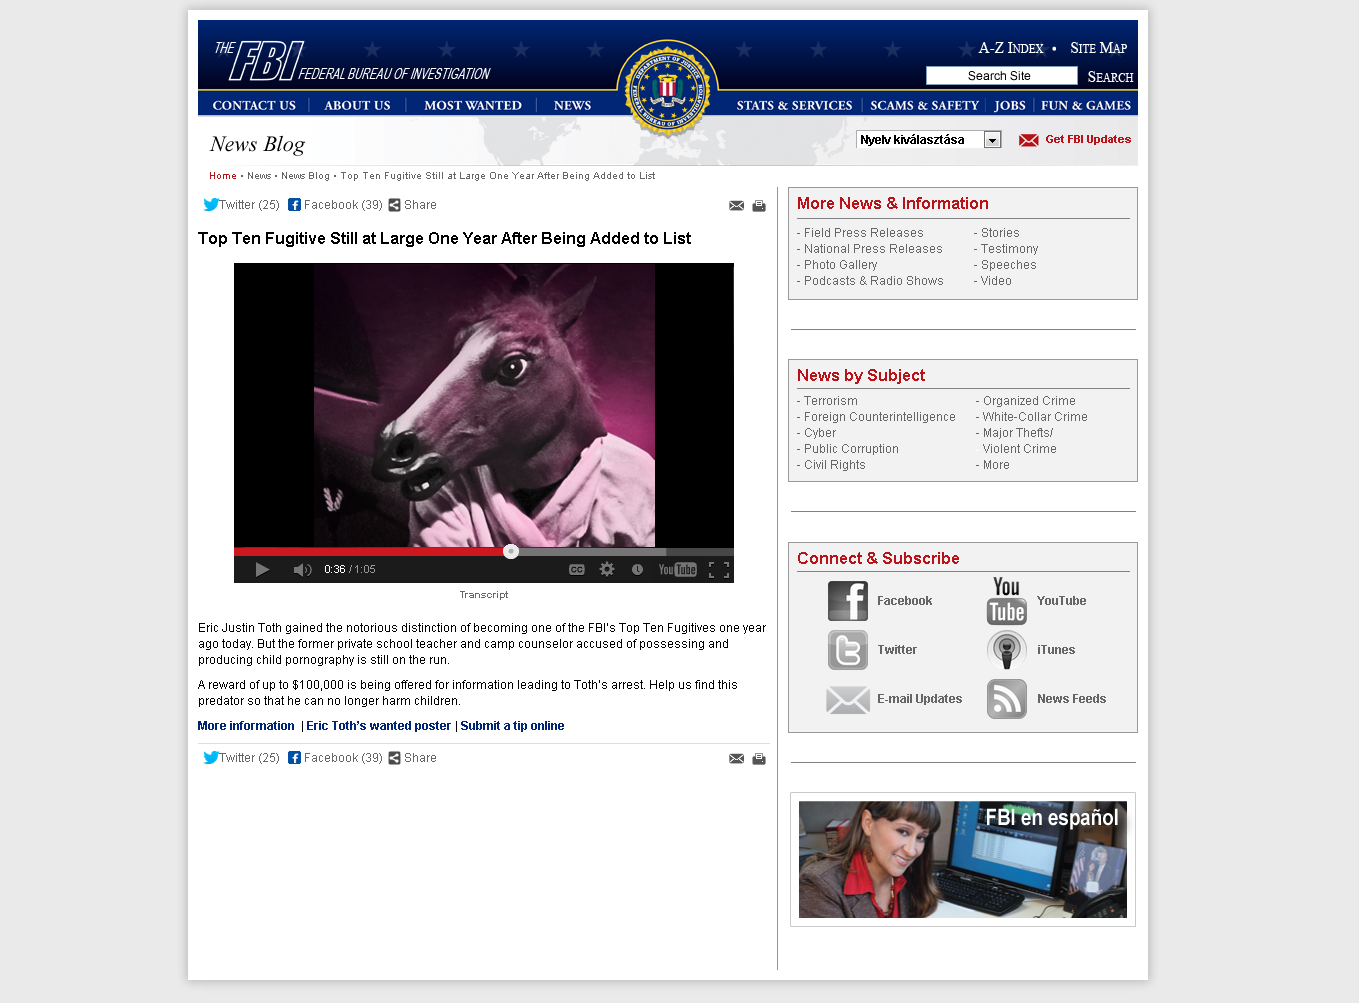 THE FBI FEDERAL BUREAU OF INVESTIGATION
A-Z INDEX • SITE MAP
Search Site SEARCH
CONTACT US ABOUT US MOST WANTED NEWS STATS & SERVICES SCAMS & SAFETY JOBS FUN & GAMES
DEPARTMENT OF JUSTICE
FEDERAL BUREAU OF INVESTIGATION
News Blog
Nyelv kiválasztása
Get FBI Updates
Home • News • News Blog • Top Ten Fugitive Still at Large One Year After Being Added to List
Twitter (25) Facebook (39) Share
Top Ten Fugitive Still at Large One Year After Being Added to List
0:36 / 1:05
CC
YouTube
Transcript
Eric Justin Toth gained the notorious distinction of becoming one of the FBI's Top Ten Fugitives one year
ago today. But the former private school teacher and camp counselor accused of possessing and
producing child pornography is still on the run.
A reward of up to $100,000 is being offered for information leading to Toth's arrest. Help us find this
predator so that he can no longer harm children.
More information | Eric Toth's wanted poster | Submit a tip online
Twitter (25) Facebook (39) Share
More News & Information
- Field Press Releases
- National Press Releases
- Photo Gallery
- Podcasts & Radio Shows
- Stories
- Testimony
- Speeches
- Video
News by Subject
- Terrorism
- Foreign Counterintelligence
- Cyber
- Public Corruption
- Civil Rights
- Organized Crime
- White-Collar Crime
- Major Thefts/
Violent Crime
- More
Connect & Subscribe
Facebook
You Tube YouTube
Twitter
iTunes
E-mail Updates
News Feeds
FBI en español